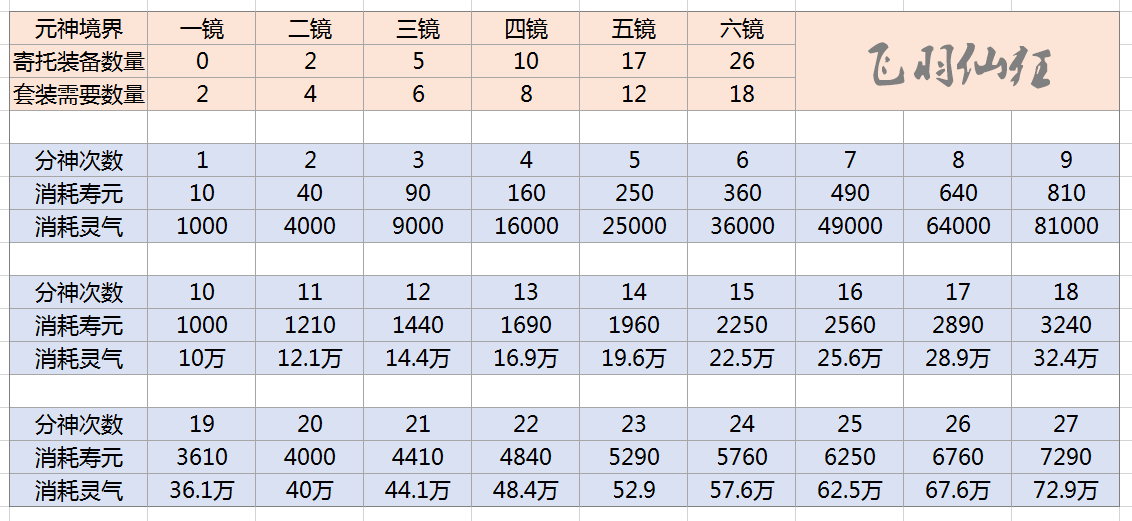 元神境界 一镜 二镜 三镜 四镜 五镜 六镜
飞羽仙狂
寄托装备数量 0 2 5 10 17 26
套装需要数量 2 4 6 8 12 18
分神次数 1 2 3 4 5 6 7 8 9
消耗寿元 10 40 90 160 250 360 490 640 810
消耗灵气 1000 4000 9000 16000 25000 36000 49000 64000 81000
分神次数 10 11 12 13 14 15 16 17 18
消耗寿元 1000 1210 1440 1690 1960 2250 2560 2890 3240
消耗灵气 10万 12.1万 14.4万 16.9万 19.6万 22.5万 25.6万 28.9万 32.4万
分神次数 19 20 21 22 23 24 25 26 27
消耗寿元 3610 4000 4410 4840 5290 5760 6250 6760 7290
消耗灵气 36.1万 40万 44.1万 48.4万 52.9 57.6万 62.5万 67.6万 72.9万